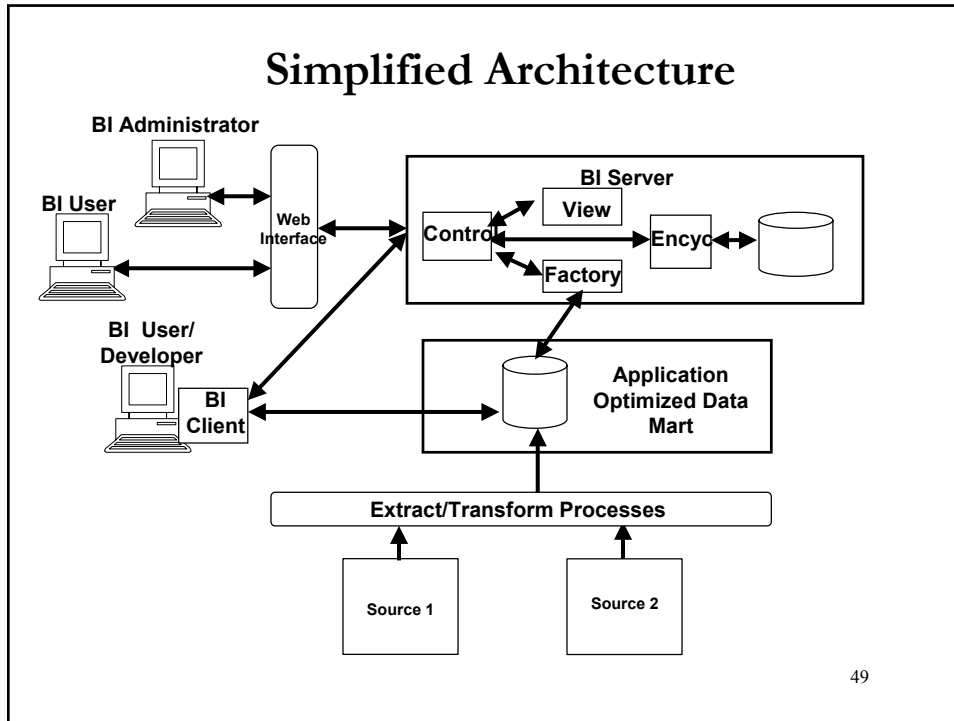 Simplified Architecture
BI Administrator
BI User
Web
Interface
BI Server
View
Control
Encyc
Factory
BI User/
Developer
BI
Client
Application
Optimized Data
Mart
Extract/Transform Processes
Source 1
Source 2
49